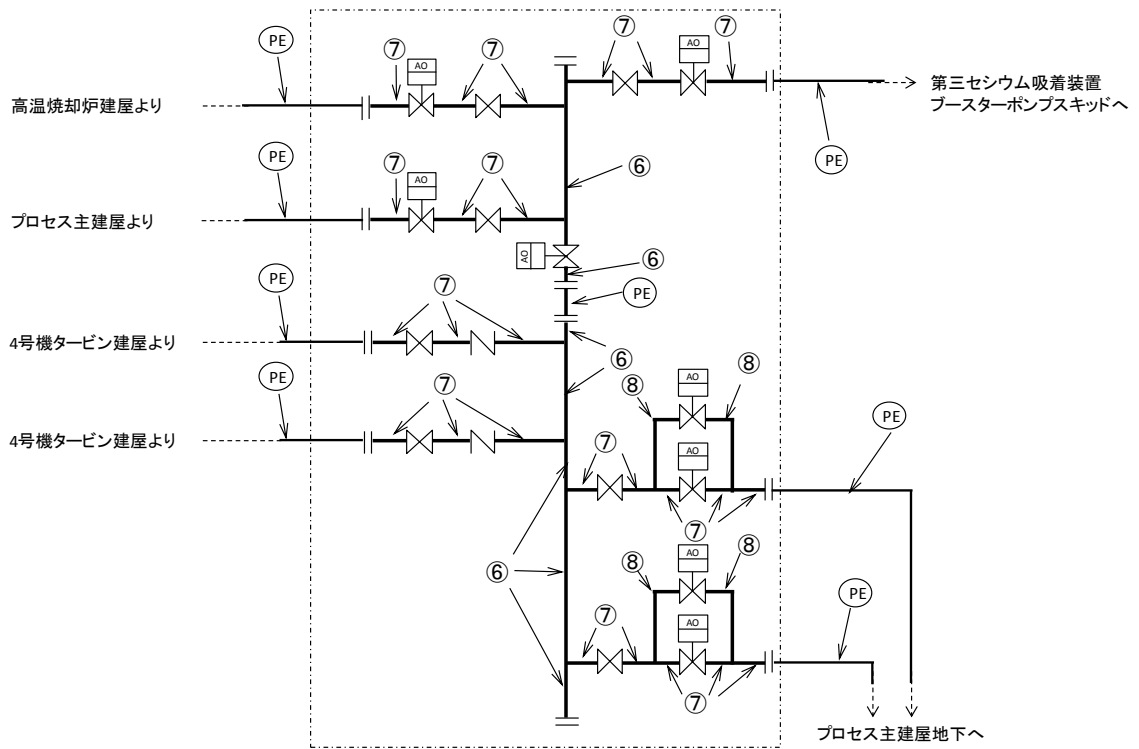 PE
⑦
AO
⑦
⑦
AO
⑦
高温焼却炉建屋より
第三セシウム吸着装置
ブースターポンプスキッドへ
PE
PE
⑦
AO
⑦
⑥
プロセス主建屋より
AO
⑥
PE
⑦
PE
4号機タービン建屋より
⑥
PE
⑦
⑧
AO
⑧
4号機タービン建屋より
PE
⑦
AO
⑦
⑧
AO
⑧
⑥
PE
⑦
AO
⑦
プロセス主建屋地下へ